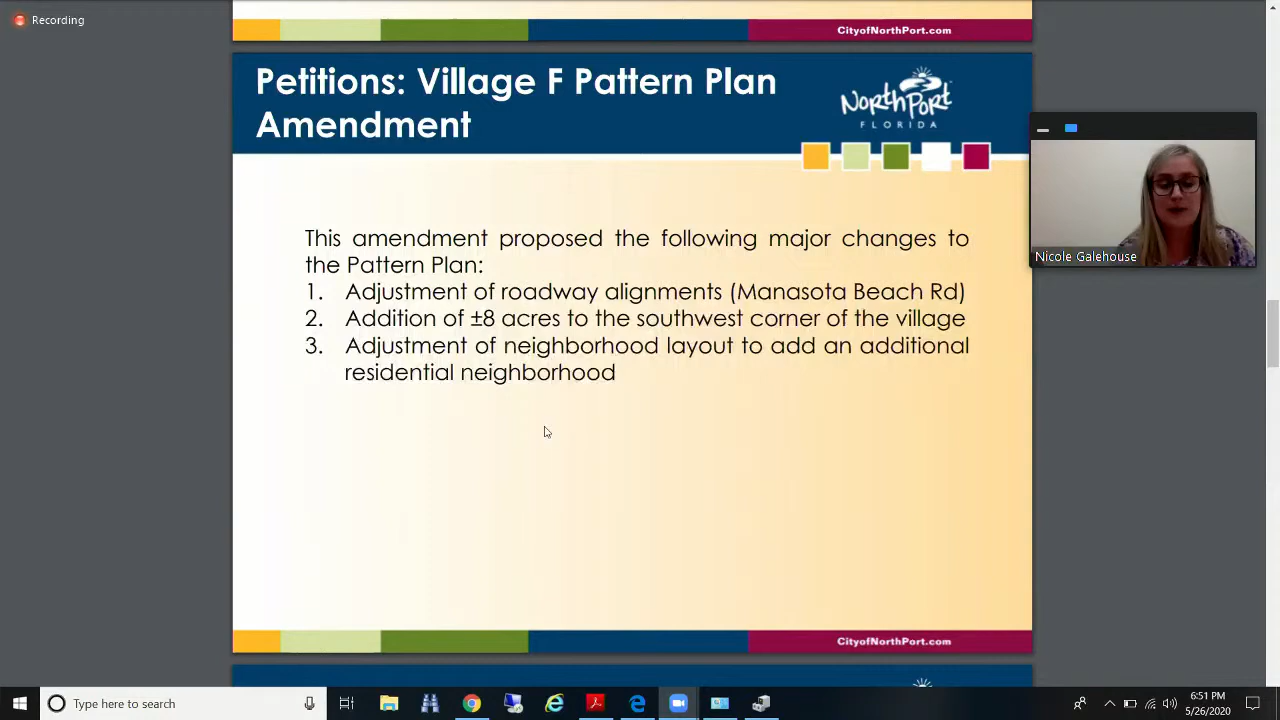 Recording
CityofNorthPort.com
Petitions: Village F Pattern Plan
Amendment
NorthPort
FLORIDA
This amendment proposed the following major changes to
the Pattern Plan:
1. Adjustment of roadway alignments (Manasota Beach Rd)
2. Addition of ±8 acres to the southwest corner of the village
3. Adjustment of neighborhood layout to add an additional
residential neighborhood
Nicole Galehouse
CityofNorthPort.com
Type here to search
6:51 PM
5/26/2020